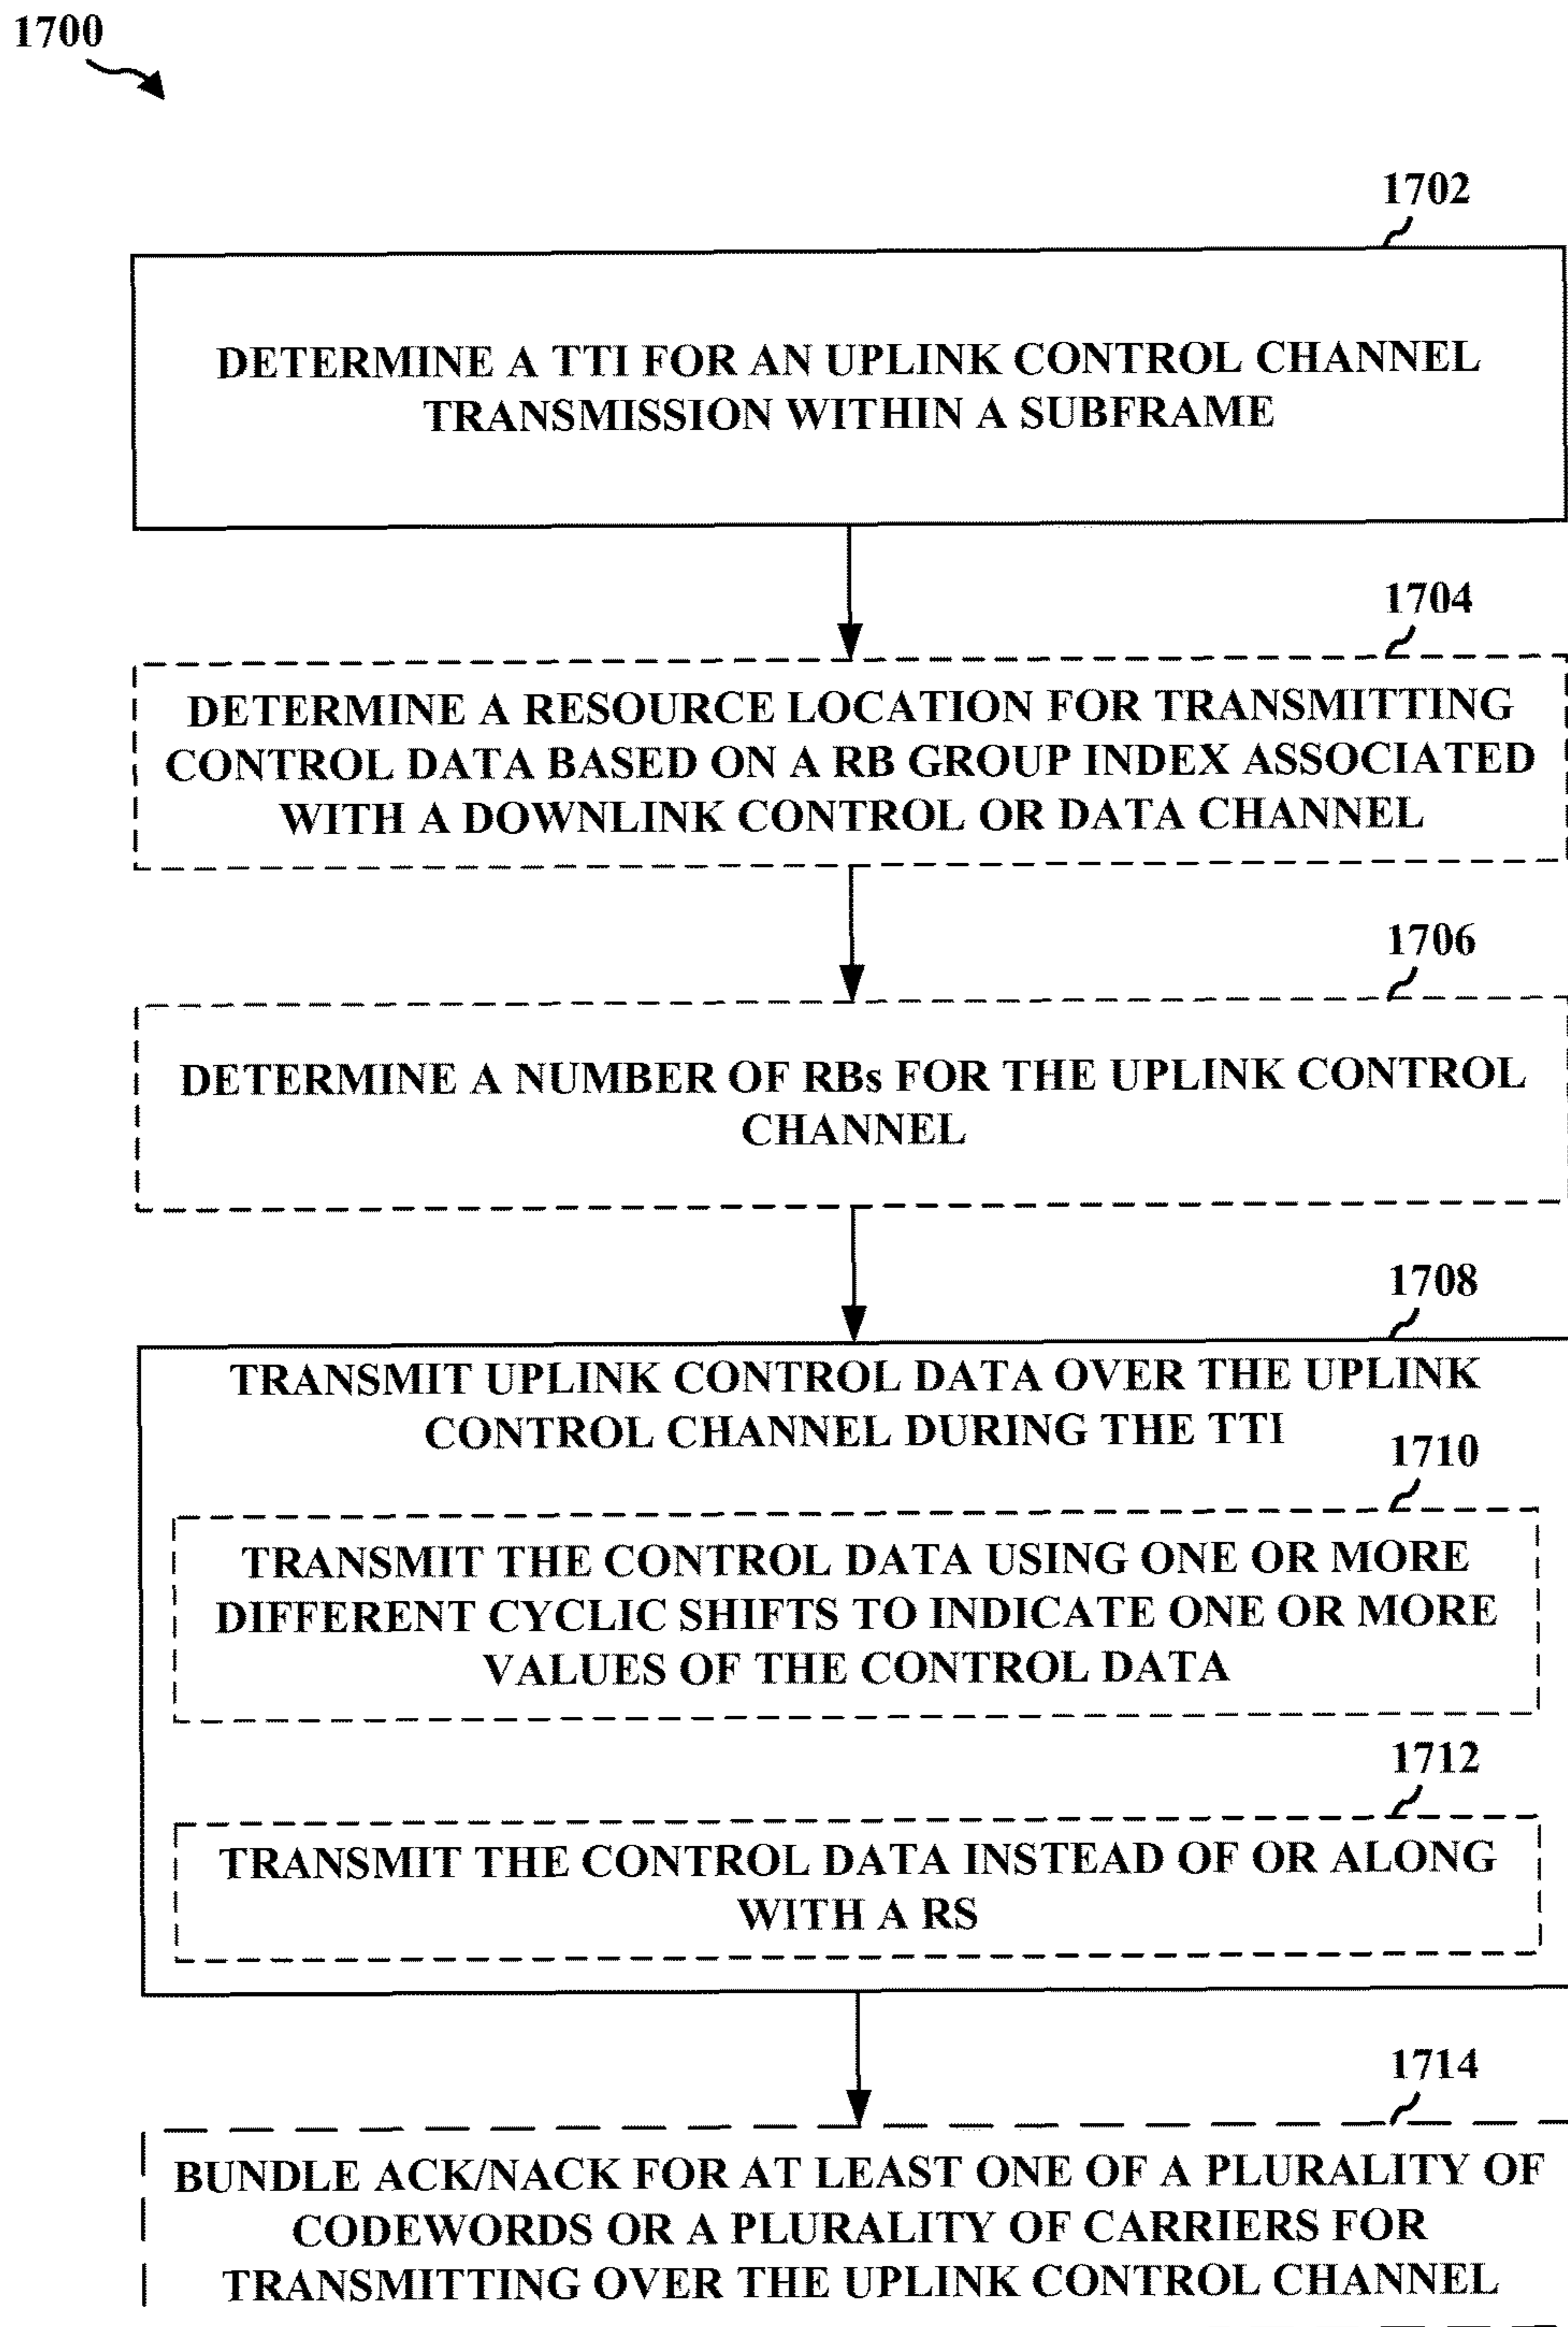 1700
1702
DETERMINE A TTI FOR AN UPLINK CONTROL CHANNEL
TRANSMISSION WITHIN A SUBFRAME
1704
DETERMINE A RESOURCE LOCATION FOR TRANSMITTING
CONTROL DATA BASED ON A RB GROUP INDEX ASSOCIATED
WITH A DOWNLINK CONTROL OR DATA CHANNEL
1706
DETERMINE A NUMBER OF RBs FOR THE UPLINK CONTROL
CHANNEL
1708
TRANSMIT UPLINK CONTROL DATA OVER THE UPLINK
CONTROL CHANNEL DURING THE TTI
1710
TRANSMIT THE CONTROL DATA USING ONE OR MORE
DIFFERENT CYCLIC SHIFTS TO INDICATE ONE OR MORE
VALUES OF THE CONTROL DATA
1712
TRANSMIT THE CONTROL DATA INSTEAD OF OR ALONG
WITH A RS
1714
BUNDLE ACK/NACK FOR AT LEAST ONE OF A PLURALITY OF
CODEWORDS OR A PLURALITY OF CARRIERS FOR
TRANSMITTING OVER THE UPLINK CONTROL CHANNEL